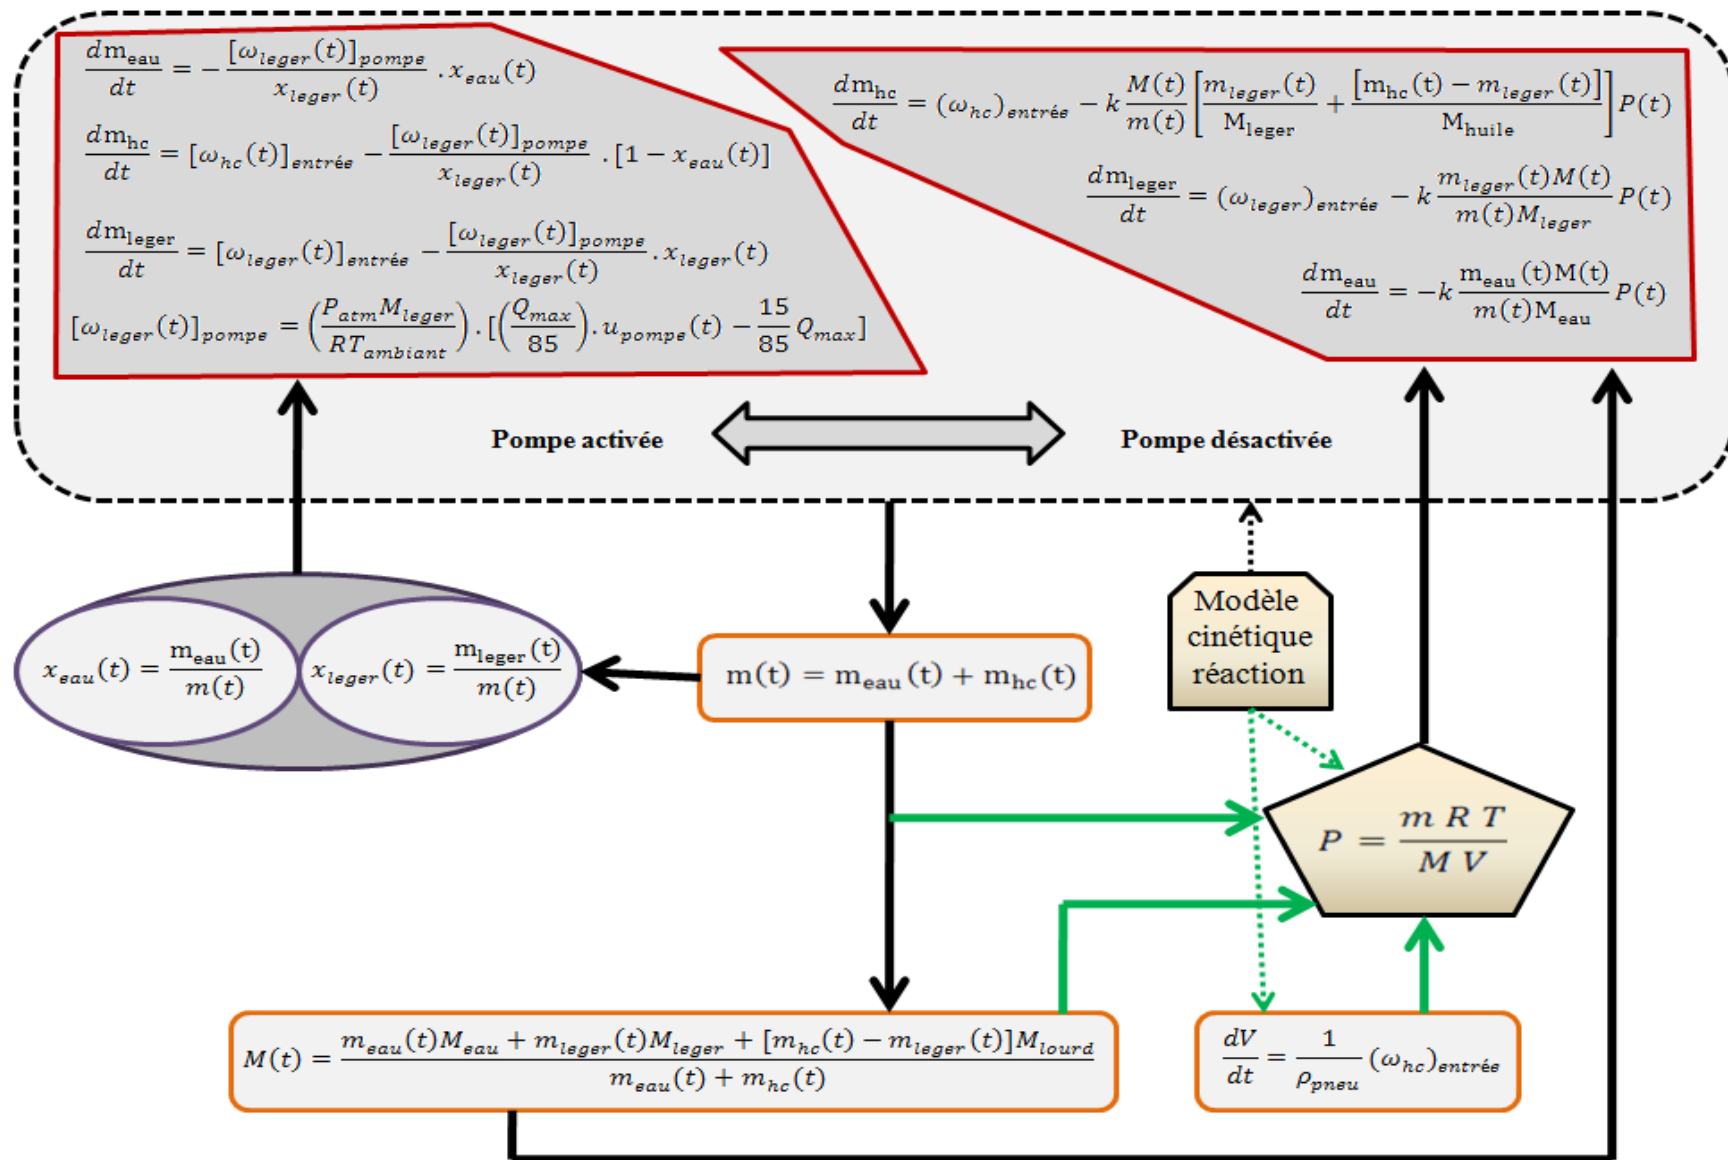 dm_eau/dt = − [ω_leger(t)]_pompe / x_leger(t) . x_eau(t)
dm_hc/dt = [ω_hc(t)]_entrée − [ω_leger(t)]_pompe / x_leger(t) . [1 − x_eau(t)]
dm_leger/dt = [ω_leger(t)]_entrée − [ω_leger(t)]_pompe / x_leger(t) . x_leger(t)
[ω_leger(t)]_pompe = (P_atm M_leger / RT_ambiant) . [(Q_max/85) . u_pompe(t) − 15/85 Q_max]
dm_hc/dt = (ω_hc)_entrée − k M(t)/m(t) [m_leger(t)/M_leger + [m_hc(t) − m_leger(t)]/M_huile] P(t)
dm_leger/dt = (ω_leger)_entrée − k m_leger(t)M(t) / m(t)M_leger P(t)
dm_eau/dt = −k m_eau(t)M(t) / m(t)M_eau P(t)
Pompe activée
Pompe désactivée
x_eau(t) = m_eau(t)/m(t)
x_leger(t) = m_leger(t)/m(t)
m(t) = m_eau(t) + m_hc(t)
Modèle
cinétique
réaction
P = m R T / M V
M(t) = m_eau(t)M_eau + m_leger(t)M_leger + [m_hc(t) − m_leger(t)]M_lourd / m_eau(t) + m_hc(t)
dV/dt = 1/ρ_pneu (ω_hc)_entrée